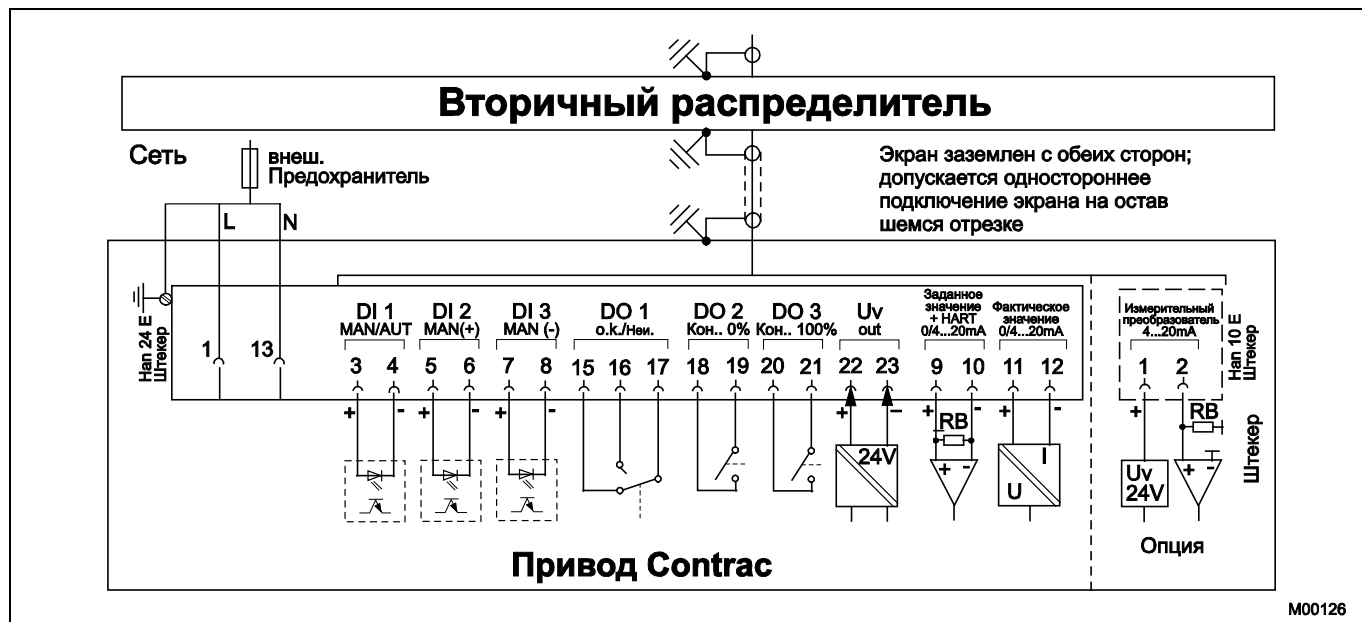 Вторичный распределитель
Сеть
внеш.
Предохранитель
Экран заземлен с обеих сторон;
допускается одностороннее
подключение экрана на остав
шемся отрезке
L
N
Han 24 E
Штекер
1
13
DI 1
MAN/AUT
3 4
DI 2
MAN(+)
5 6
DI 3
MAN (-)
7 8
DO 1
o.k./Неи.
15 16 17
DO 2
Кон.. 0%
18 19
DO 3
Кон.. 100%
20 21
Uv
out
22 23
Заданное
значение
+ HART
0/4...20mA
9 10
Фактическое
значение
0/4...20mA
11 12
Измерительный
преобразователь
4...20mA
1 2
Han 10 E
Штекер
+ -
+ -
+ -
+ –
+ -
+ -
+
24V
RB
+ -
I
U
Uv
24V
RB
+ -
Штекер
Опция
Привод Contrac
M00126